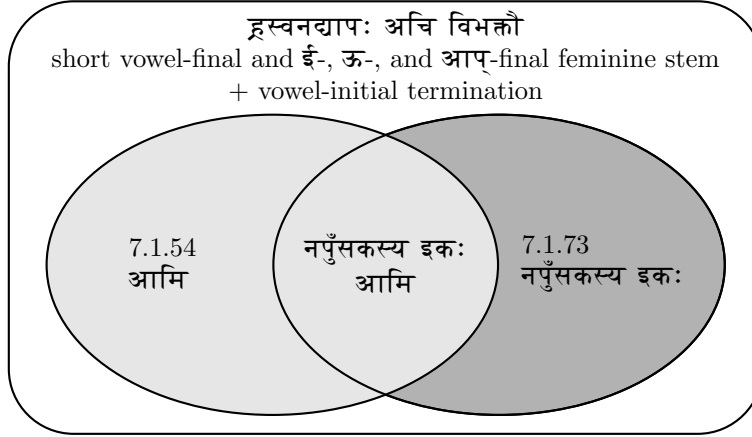 ह्रस्वनद्यापः अचि विभक्तौ
short vowel-final and ई-, ऊ-, and आप्-final feminine stem
+ vowel-initial termination
7.1.54
आमि
नपुँसकस्य इकः
आमि
7.1.73
नपुँसकस्य इकः